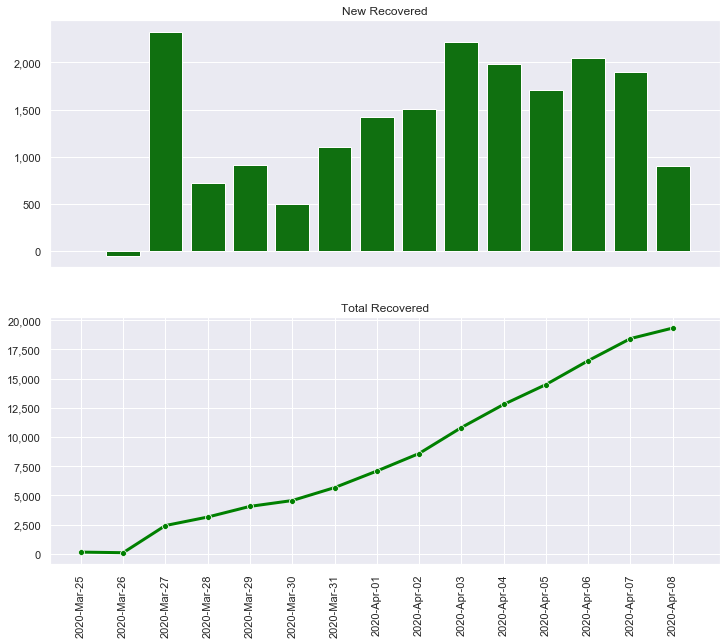 New Recovered
2,000
1,500
1,000
500
0
Total Recovered
20,000
17,500
15,000
12,500
10,000
7,500
5,000
2,500
0
2020-Mar-25
2020-Mar-26
2020-Mar-27
2020-Mar-28
2020-Mar-29
2020-Mar-30
2020-Mar-31
2020-Apr-01
2020-Apr-02
2020-Apr-03
2020-Apr-04
2020-Apr-05
2020-Apr-06
2020-Apr-07
2020-Apr-08